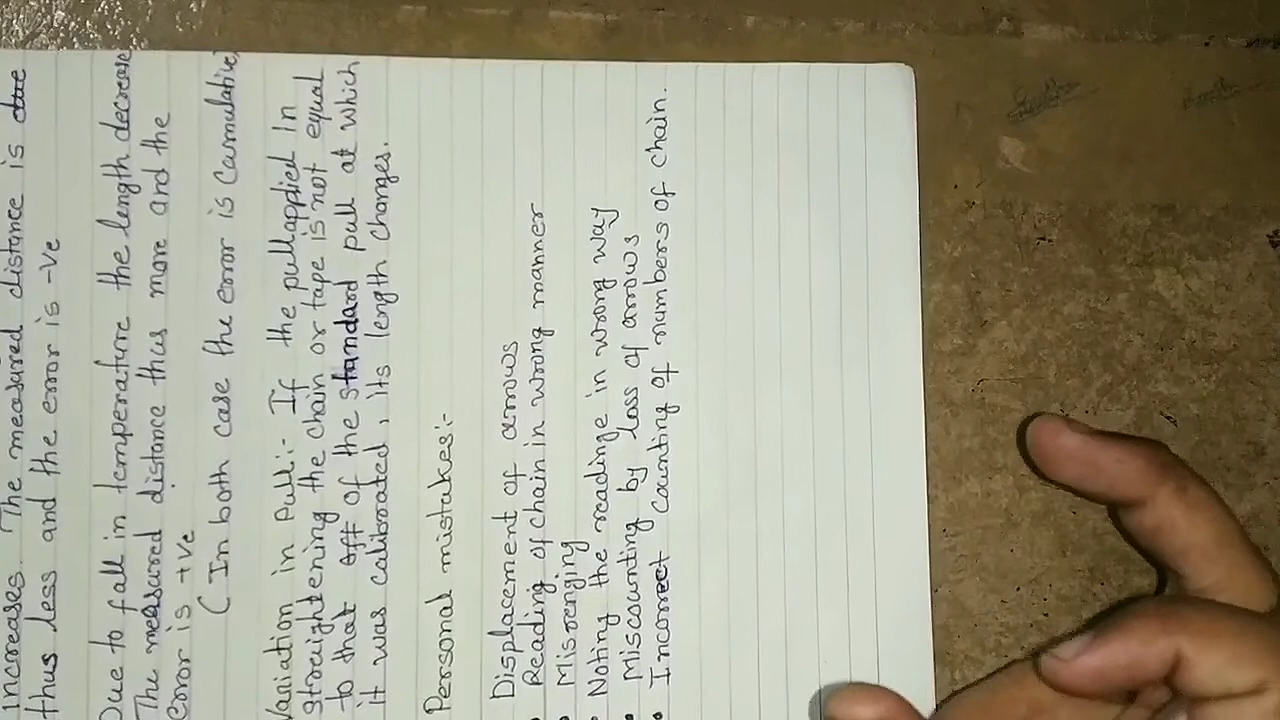 increases. The measured distance is due
thus less and the error is -ve
Due to fall in temperature the length decrease
The measured distance thus more and the
error is +ve
(In both case the error is Cumulative)
Variation in Pull:- If the pull applied in
straightening the chain or tape is not equal
to that off of the standard pull at which
it was calibrated, its length changes.
Personal mistakes:-
Displacement of arrows
• Reading of chain in wrong manner
• Misrenging
• Noting the readinge in wrong way
• Miscounting by loss of arrows
• Incorrect counting of numbers of chain.